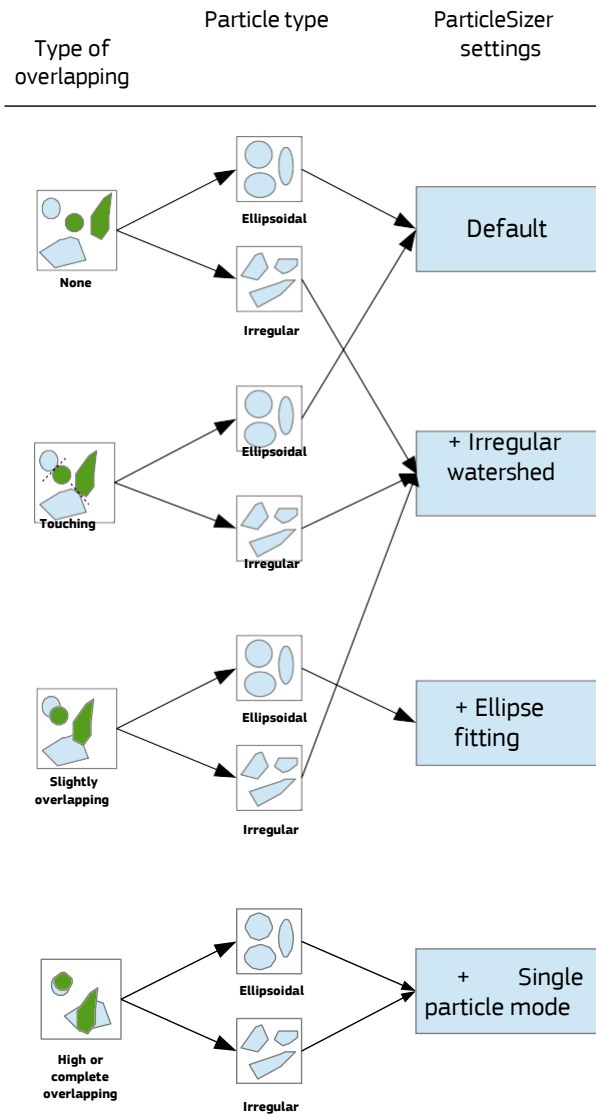 Type of
overlapping
Particle type
ParticleSizer
settings
None
Ellipsoidal
Irregular
Default
Touching
Ellipsoidal
Irregular
+ Irregular
watershed
Slightly
overlapping
Ellipsoidal
Irregular
+ Ellipse
fitting
High or
complete
overlapping
Ellipsoidal
Irregular
+ Single
particle mode